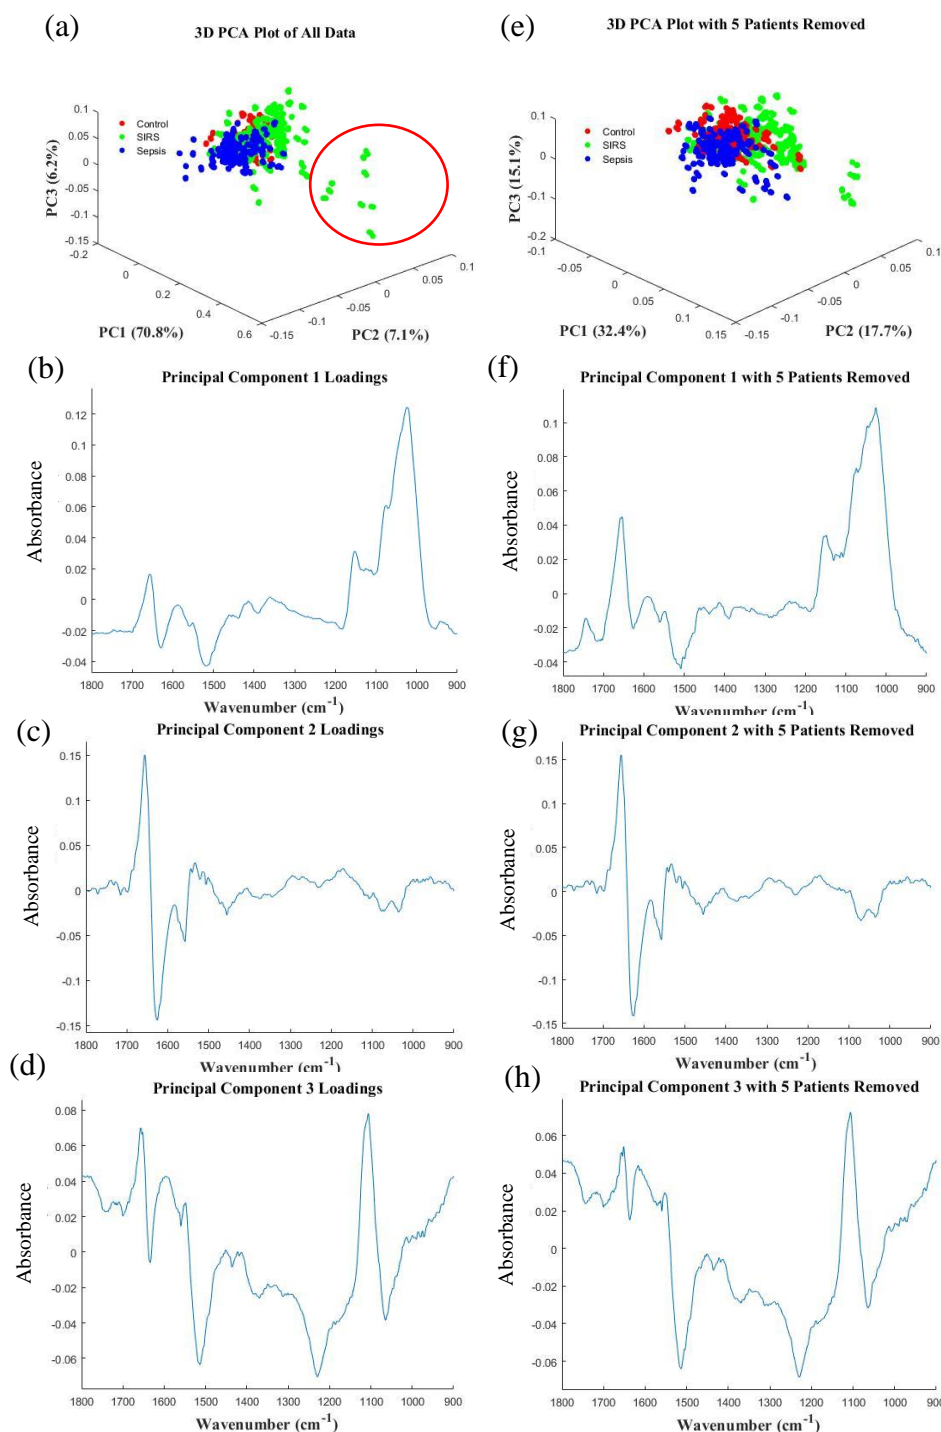 (a)
3D PCA Plot of All Data
0.1
0.05
0
-0.05
-0.1
-0.15
PC3 (6.2%)
Control
SIRS
Sepsis
-0.2
0
0.2
0.4
0.6
PC1 (70.8%)
-0.15
-0.1
-0.05
0
0.05
0.1
PC2 (7.1%)
(e)
3D PCA Plot with 5 Patients Removed
0.1
0
-0.1
-0.2
PC3 (15.1%)
Control
SIRS
Sepsis
-0.1
-0.05
0
0.05
0.1
0.15
PC1 (32.4%)
-0.15
-0.1
-0.05
0
0.05
0.1
PC2 (17.7%)
(b)
Principal Component 1 Loadings
Absorbance
0.12
0.1
0.08
0.06
0.04
0.02
0
-0.02
-0.04
1800 1700 1600 1500 1400 1300 1200 1100 1000 900
Wavenumber (cm-1)
(f)
Principal Component 1 with 5 Patients Removed
Absorbance
0.1
0.08
0.06
0.04
0.02
0
-0.02
-0.04
1800 1700 1600 1500 1400 1300 1200 1100 1000 900
Wavenumber (cm-1)
(c)
Principal Component 2 Loadings
Absorbance
0.15
0.1
0.05
0
-0.05
-0.1
-0.15
1800 1700 1600 1500 1400 1300 1200 1100 1000 900
Wavenumber (cm-1)
(g)
Principal Component 2 with 5 Patients Removed
Absorbance
0.15
0.1
0.05
0
-0.05
-0.1
-0.15
1800 1700 1600 1500 1400 1300 1200 1100 1000 900
Wavenumber (cm-1)
(d)
Principal Component 3 Loadings
Absorbance
0.08
0.06
0.04
0.02
0
-0.02
-0.04
-0.06
1800 1700 1600 1500 1400 1300 1200 1100 1000 900
Wavenumber (cm-1)
(h)
Principal Component 3 with 5 Patients Removed
Absorbance
0.06
0.04
0.02
0
-0.02
-0.04
-0.06
1800 1700 1600 1500 1400 1300 1200 1100 1000 900
Wavenumber (cm-1)